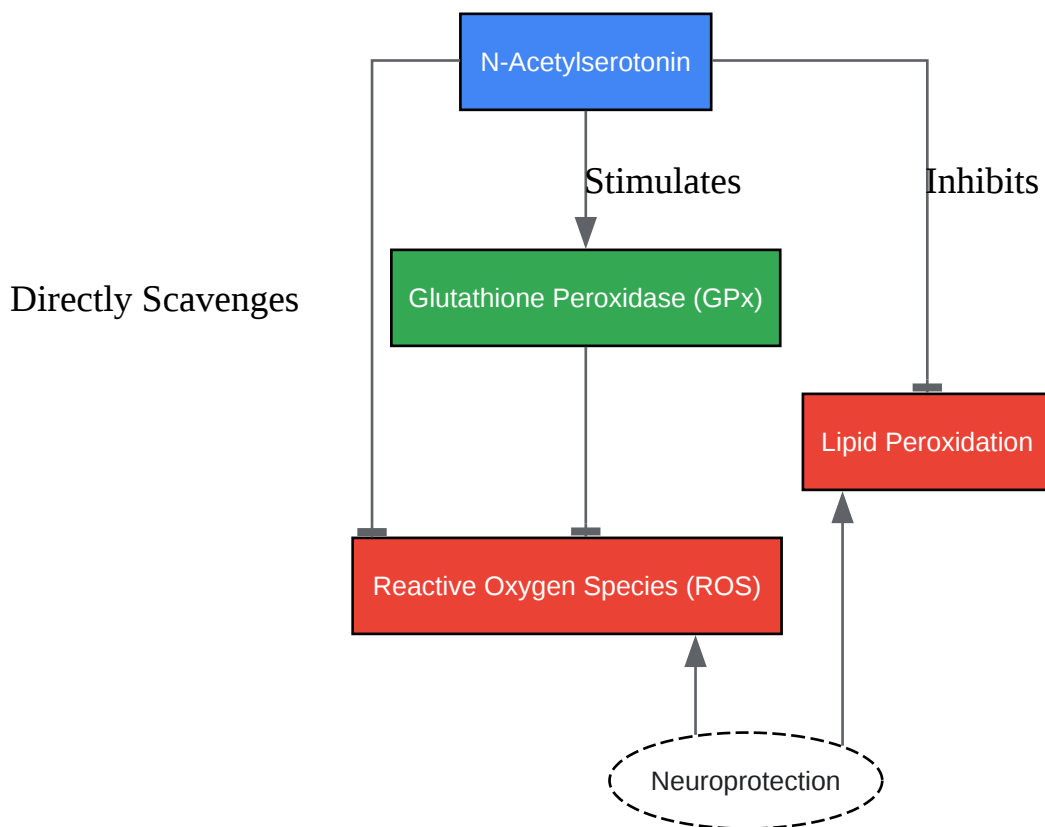 N-Acetylserotonin
Stimulates
Inhibits
Directly Scavenges
Glutathione Peroxidase (GPx)
Lipid Peroxidation
Reactive Oxygen Species (ROS)
Neuroprotection